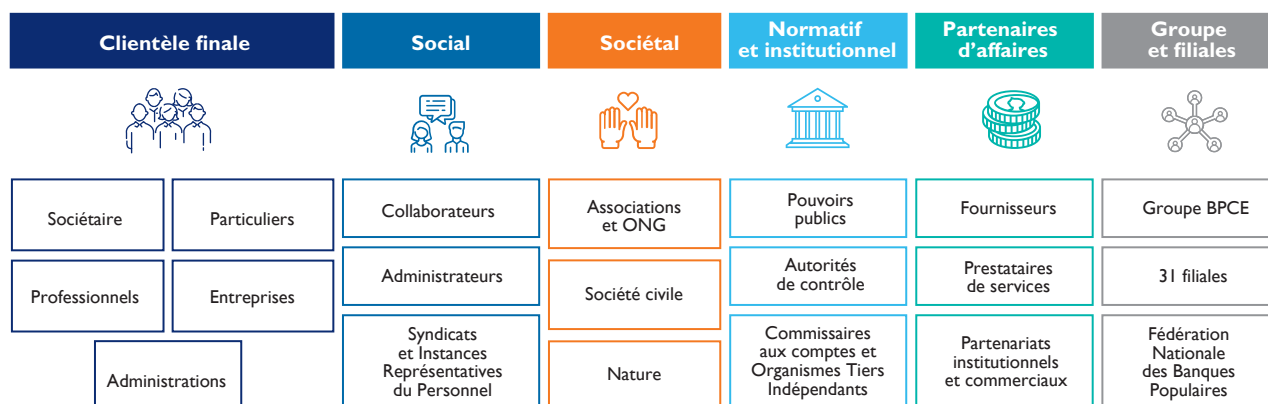 Clientèle finale
Social
Sociétal
Normatif
et institutionnel
Partenaires
d’affaires
Groupe
et filiales
Sociétaire
Particuliers
Professionnels
Entreprises
Administrations
Collaborateurs
Administrateurs
Syndicats
et Instances
Représentatives
du Personnel
Associations
et ONG
Société civile
Nature
Pouvoirs
publics
Autorités
de contrôle
Commissaires
aux comptes et
Organismes Tiers
Indépendants
Fournisseurs
Prestataires
de services
Partenariats
institutionnels
et commerciaux
Groupe BPCE
31 filiales
Fédération
Nationale
des Banques
Populaires